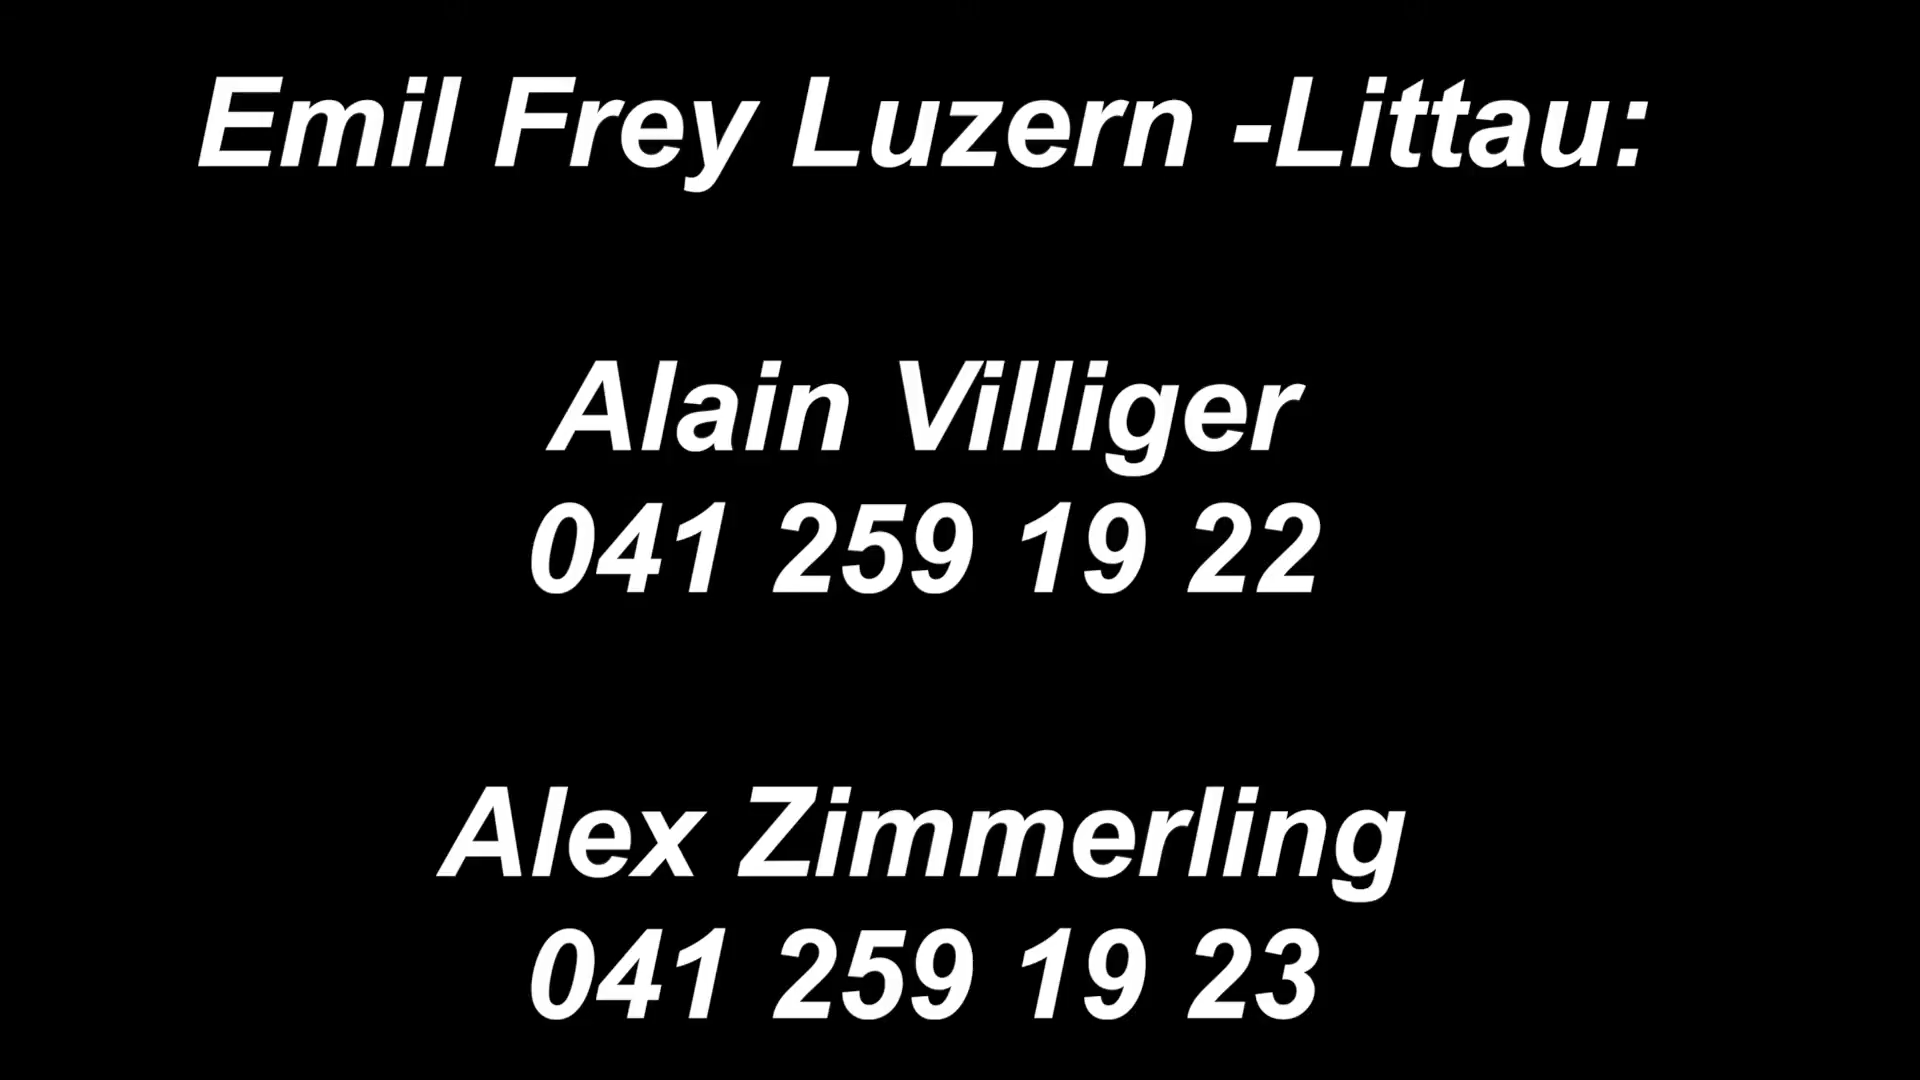 Emil Frey Luzern -Littau:
Alain Villiger
041 259 19 22
Alex Zimmerling
041 259 19 23